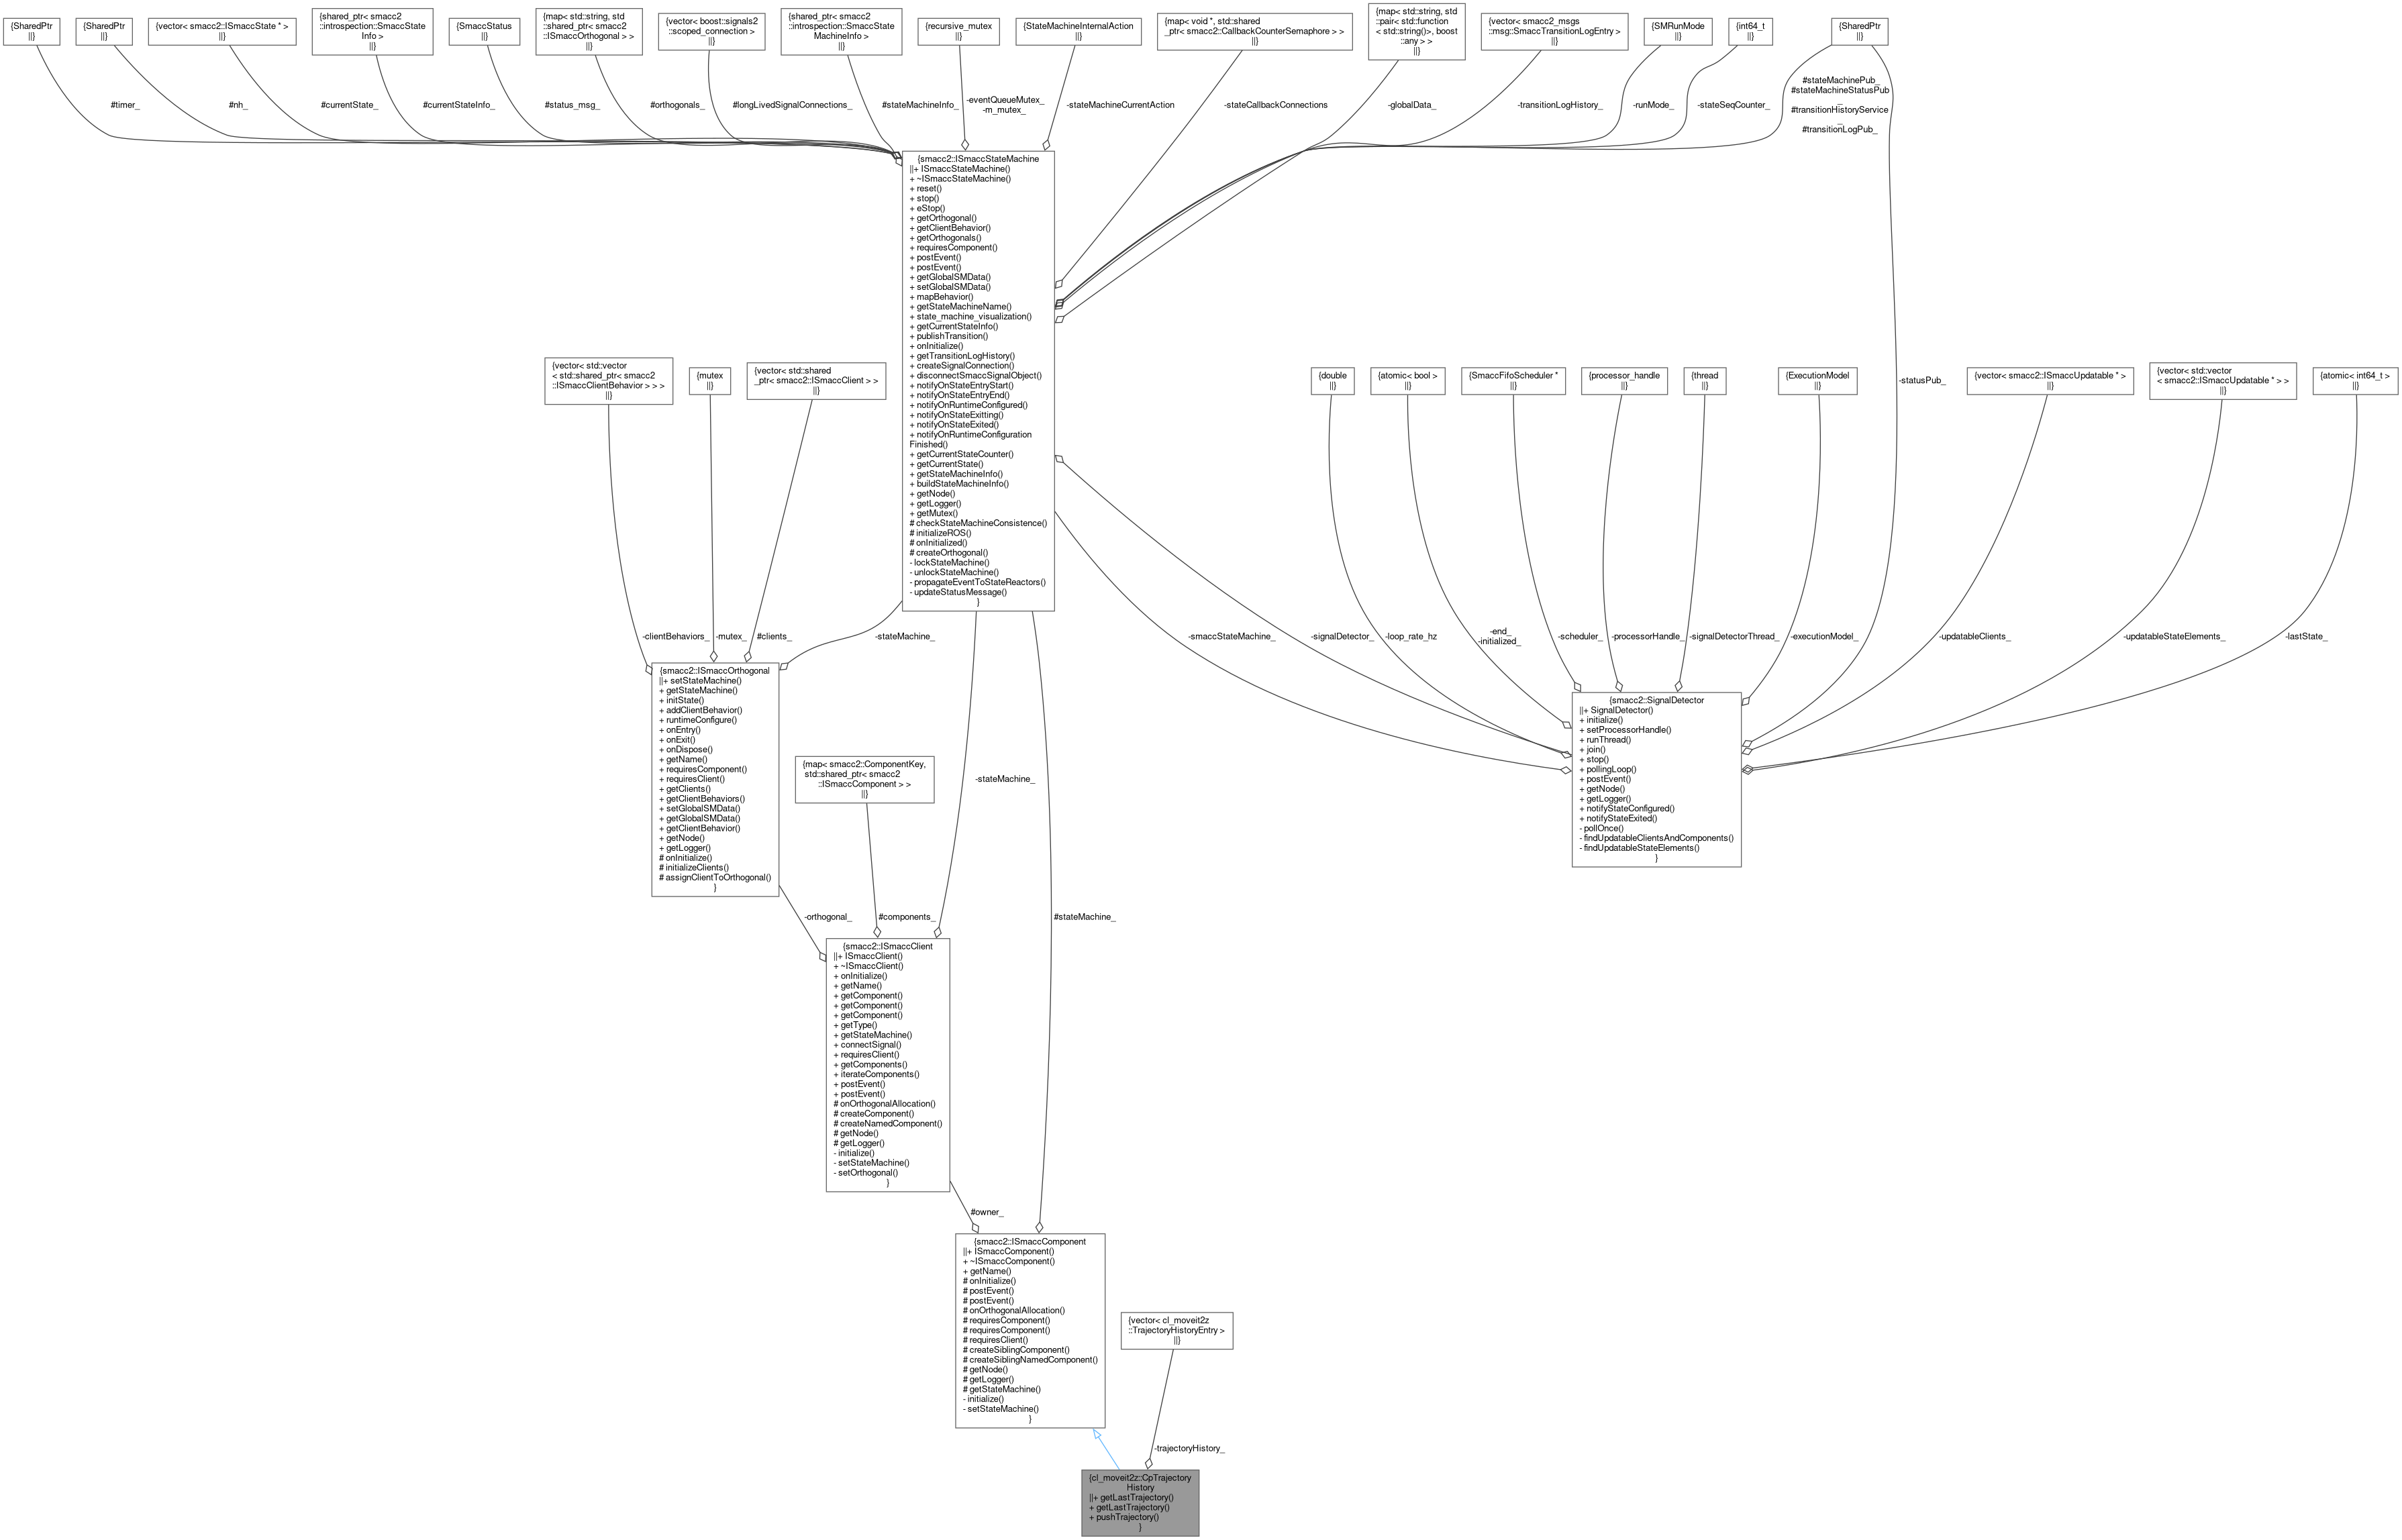 {SharedPtr
||}
{SharedPtr
||}
{vector< smacc2::ISmaccState * >
||}
{shared_ptr< smacc2
::introspection::SmaccState
Info >
||}
{SmaccStatus
||}
{map< std::string, std
::shared_ptr< smacc2
::ISmaccOrthogonal > >
||}
{vector< boost::signals2
::scoped_connection >
||}
{shared_ptr< smacc2
::introspection::SmaccState
MachineInfo >
||}
{recursive_mutex
||}
{StateMachineInternalAction
||}
{map< void *, std::shared
_ptr< smacc2::CallbackCounterSemaphore > >
||}
{map< std::string, std
::pair< std::function
< std::string()>, boost
::any > >
||}
{vector< smacc2_msgs
::msg::SmaccTransitionLogEntry >
||}
{SMRunMode
||}
{int64_t
||}
{SharedPtr
||}
#timer_
#nh_
#currentState_
#currentStateInfo_
#status_msg_
#orthogonals_
#longLivedSignalConnections_
#stateMachineInfo_
-eventQueueMutex_
-m_mutex_
-stateMachineCurrentAction
-stateCallbackConnections
-globalData_
-transitionLogHistory_
-runMode_
-stateSeqCounter_
#stateMachinePub_
#stateMachineStatusPub
_
#transitionHistoryService
_
#transitionLogPub_
{smacc2::ISmaccStateMachine
||+ ISmaccStateMachine()
+ ~ISmaccStateMachine()
+ reset()
+ stop()
+ eStop()
+ getOrthogonal()
+ getClientBehavior()
+ getOrthogonals()
+ requiresComponent()
+ postEvent()
+ postEvent()
+ getGlobalSMData()
+ setGlobalSMData()
+ mapBehavior()
+ getStateMachineName()
+ state_machine_visualization()
+ getCurrentStateInfo()
+ publishTransition()
+ onInitialize()
+ getTransitionLogHistory()
+ createSignalConnection()
+ disconnectSmaccSignalObject()
+ notifyOnStateEntryStart()
+ notifyOnStateEntryEnd()
+ notifyOnRuntimeConfigured()
+ notifyOnStateExitting()
+ notifyOnStateExited()
+ notifyOnRuntimeConfiguration
Finished()
+ getCurrentStateCounter()
+ getCurrentState()
+ getStateMachineInfo()
+ buildStateMachineInfo()
+ getNode()
+ getLogger()
+ getMutex()
# checkStateMachineConsistence()
# initializeROS()
# onInitialized()
# createOrthogonal()
- lockStateMachine()
- unlockStateMachine()
- propagateEventToStateReactors()
- updateStatusMessage()
}
{vector< std::vector
< std::shared_ptr< smacc2
::ISmaccClientBehavior > > >
||}
{mutex
||}
{vector< std::shared
_ptr< smacc2::ISmaccClient > >
||}
{double
||}
{atomic< bool >
||}
{SmaccFifoScheduler *
||}
{processor_handle
||}
{thread
||}
{ExecutionModel
||}
-statusPub_
{vector< smacc2::ISmaccUpdatable * >
||}
{vector< std::vector
< smacc2::ISmaccUpdatable * > >
||}
{atomic< int64_t >
||}
-clientBehaviors_
-mutex_
#clients_
-stateMachine_
-smaccStateMachine_
-signalDetector_
-loop_rate_hz
-end_
-initialized_
-scheduler_
-processorHandle_
-signalDetectorThread_
-executionModel_
-updatableClients_
-updatableStateElements_
-lastState_
{smacc2::ISmaccOrthogonal
||+ setStateMachine()
+ getStateMachine()
+ initState()
+ addClientBehavior()
+ runtimeConfigure()
+ onEntry()
+ onExit()
+ onDispose()
+ getName()
+ requiresComponent()
+ requiresClient()
+ getClients()
+ getClientBehaviors()
+ setGlobalSMData()
+ getGlobalSMData()
+ getClientBehavior()
+ getNode()
+ getLogger()
# onInitialize()
# initializeClients()
# assignClientToOrthogonal()
}
{smacc2::SignalDetector
||+ SignalDetector()
+ initialize()
+ setProcessorHandle()
+ runThread()
+ join()
+ stop()
+ pollingLoop()
+ postEvent()
+ getNode()
+ getLogger()
+ notifyStateConfigured()
+ notifyStateExited()
- pollOnce()
- findUpdatableClientsAndComponents()
- findUpdatableStateElements()
}
{map< smacc2::ComponentKey,
std::shared_ptr< smacc2
::ISmaccComponent > >
||}
-stateMachine_
-orthogonal_
#components_
#stateMachine_
{smacc2::ISmaccClient
||+ ISmaccClient()
+ ~ISmaccClient()
+ onInitialize()
+ getName()
+ getComponent()
+ getComponent()
+ getComponent()
+ getType()
+ getStateMachine()
+ connectSignal()
+ requiresClient()
+ getComponents()
+ iterateComponents()
+ postEvent()
+ postEvent()
# onOrthogonalAllocation()
# createComponent()
# createNamedComponent()
# getNode()
# getLogger()
- initialize()
- setStateMachine()
- setOrthogonal()
}
#owner_
{smacc2::ISmaccComponent
||+ ISmaccComponent()
+ ~ISmaccComponent()
+ getName()
# onInitialize()
# postEvent()
# postEvent()
# onOrthogonalAllocation()
# requiresComponent()
# requiresComponent()
# requiresClient()
# createSiblingComponent()
# createSiblingNamedComponent()
# getNode()
# getLogger()
# getStateMachine()
- initialize()
- setStateMachine()
}
{vector< cl_moveit2z
::TrajectoryHistoryEntry >
||}
-trajectoryHistory_
{cl_moveit2z::CpTrajectory
History
||+ getLastTrajectory()
+ getLastTrajectory()
+ pushTrajectory()
}